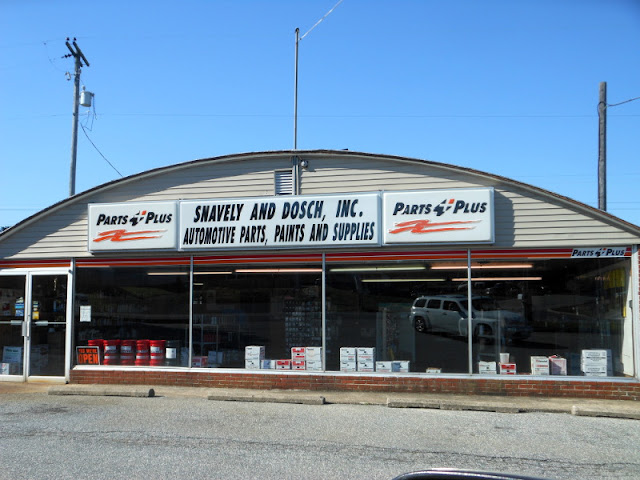 PARTS PLUS
SNAVELY AND DOSCH, INC.
AUTOMOTIVE PARTS, PAINTS AND SUPPLIES
PARTS PLUS
PARTS PLUS
OPEN